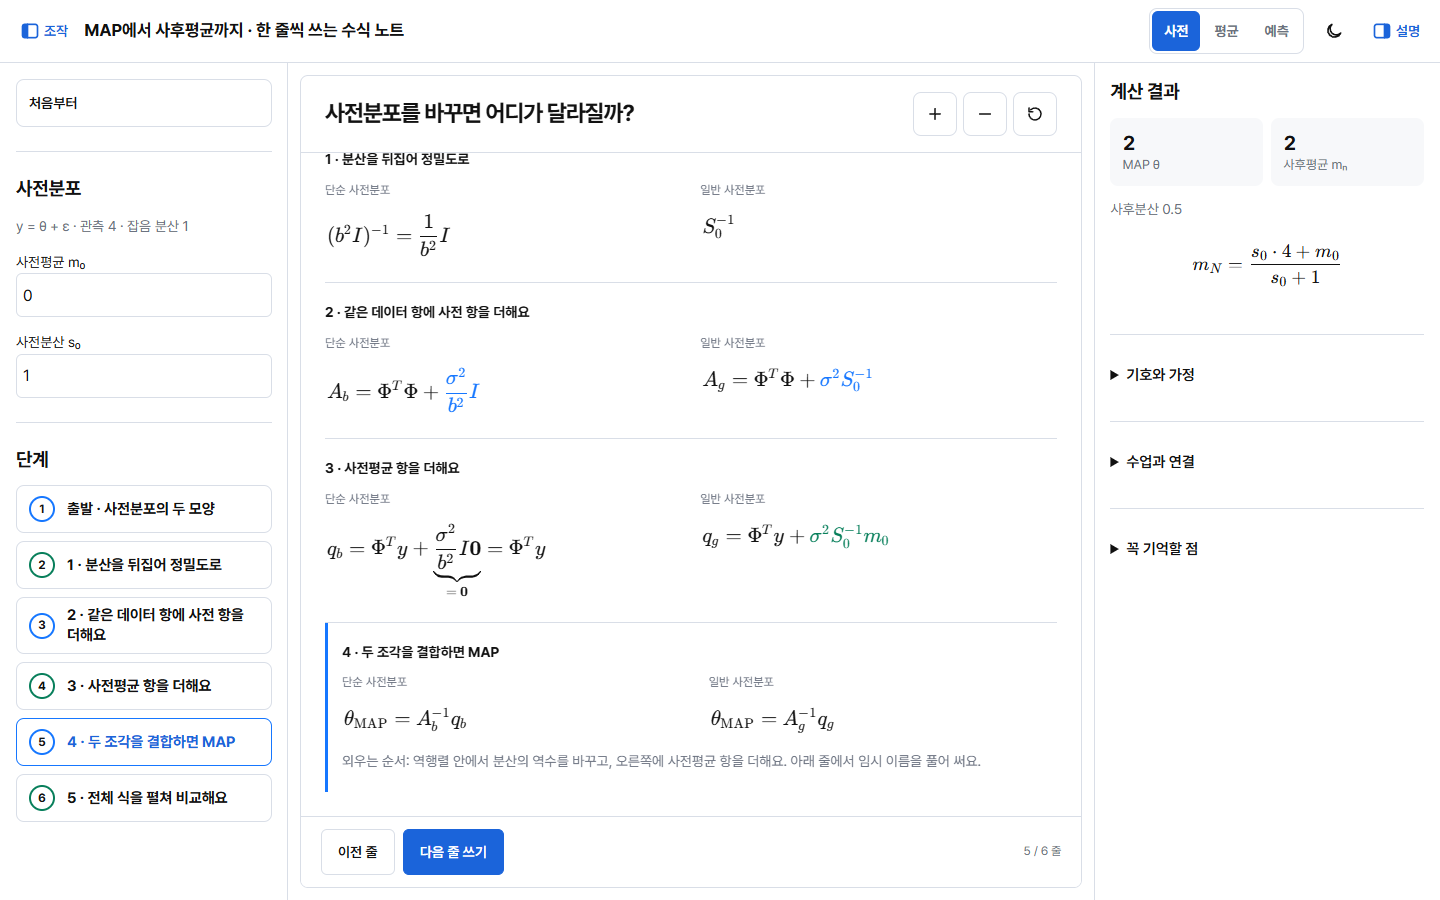 조작
MAP에서 사후평균까지 · 한 줄씩 쓰는 수식 노트
사전 평균 예측
설명
처음부터
사전분포
y = θ + ε · 관측 4 · 잡음 분산 1
사전평균 m₀
0
사전분산 s₀
1
단계
1 출발 · 사전분포의 두 모양
2 1 · 분산을 뒤집어 정밀도로
3 2 · 같은 데이터 항에 사전 항을
더해요
4 3 · 사전평균 항을 더해요
5 4 · 두 조각을 결합하면 MAP
6 5 · 전체 식을 펼쳐 비교해요
사전분포를 바꾸면 어디가 달라질까?
+ −
1 · 분산을 뒤집어 정밀도로
단순 사전분포 일반 사전분포
(b²I)⁻¹ = 1/b² I S₀⁻¹
2 · 같은 데이터 항에 사전 항을 더해요
단순 사전분포 일반 사전분포
A_b = Φᵀ Φ + σ²/b² I A_g = Φᵀ Φ + σ² S₀⁻¹
3 · 사전평균 항을 더해요
단순 사전분포 일반 사전분포
q_b = Φᵀ y + σ²/b² I0 = Φᵀ y q_g = Φᵀ y + σ² S₀⁻¹ m₀
= 0
4 · 두 조각을 결합하면 MAP
단순 사전분포 일반 사전분포
θ_MAP = A_b⁻¹ q_b θ_MAP = A_g⁻¹ q_g
외우는 순서: 역행렬 안에서 분산의 역수를 바꾸고, 오른쪽에 사전평균 항을 더해요. 아래 줄에서 임시 이름을 풀어 써요.
이전 줄 다음 줄 쓰기 5 / 6 줄
계산 결과
2 2
MAP θ 사후평균 mₙ
사후분산 0.5
m_N = (s₀ · 4 + m₀)/(s₀ + 1)
▶ 기호와 가정
▶ 수업과 연결
▶ 꼭 기억할 점